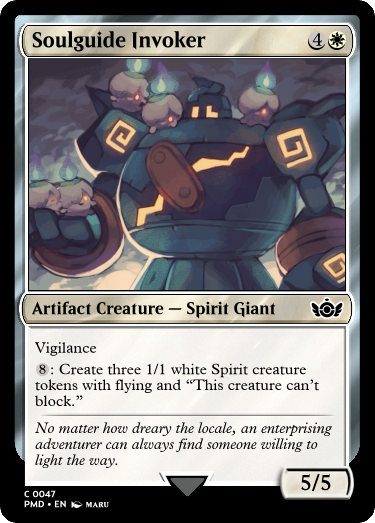 Soulguide Invoker 4
Artifact Creature — Spirit Giant
Vigilance
8: Create three 1/1 white Spirit creature
tokens with flying and “This creature can’t
block.”
No matter how dreary the locale, an enterprising
adventurer can always find someone willing to
light the way.
5/5
C 0047
PMD • EN MARU